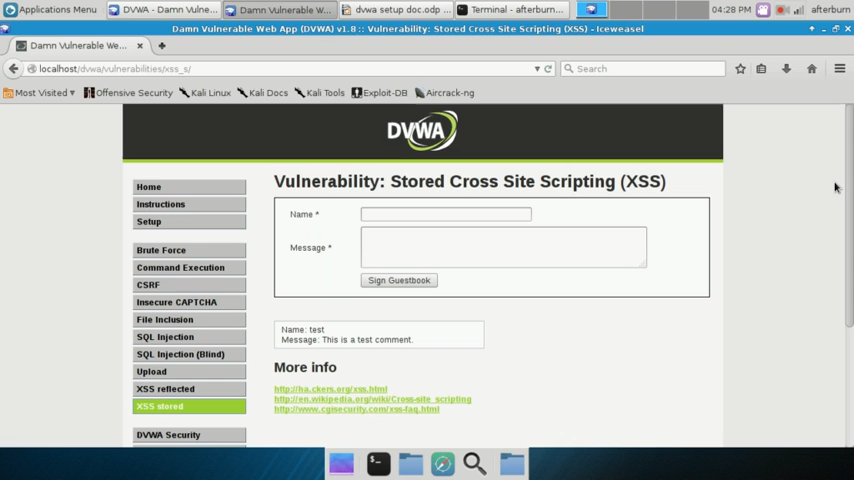 Applications Menu
DVWA - Damn Vulne...
Damn Vulnerable W...
dvwa setup doc.odp ...
Terminal - afterburn...
04:28 PM
afterburn
Damn Vulnerable Web App (DVWA) v1.8 :: Vulnerability: Stored Cross Site Scripting (XSS) - Iceweasel
Damn Vulnerable We...
localhost/dvwa/vulnerabilities/xss_s/
Search
Most Visited
Offensive Security
Kali Linux
Kali Docs
Kali Tools
Exploit-DB
Aircrack-ng
DVWA
Home
Instructions
Setup
Brute Force
Command Execution
CSRF
Insecure CAPTCHA
File Inclusion
SQL Injection
SQL Injection (Blind)
Upload
XSS reflected
XSS stored
DVWA Security
Vulnerability: Stored Cross Site Scripting (XSS)
Name *
Message *
Sign Guestbook
Name: test
Message: This is a test comment.
More info
http://ha.ckers.org/xss.html
http://en.wikipedia.org/wiki/Cross-site_scripting
http://www.cgisecurity.com/xss-faq.html